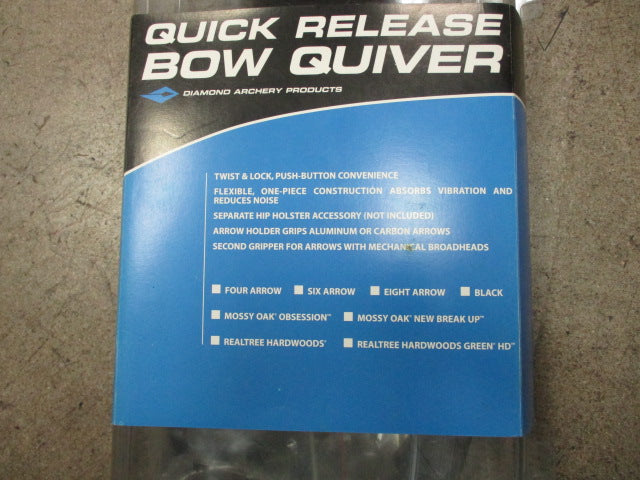 QUICK RELEASE
BOW QUIVER
DIAMOND ARCHERY PRODUCTS
TWIST & LOCK, PUSH-BUTTON CONVENIENCE
FLEXIBLE, ONE-PIECE CONSTRUCTION ABSORBS VIBRATION AND
REDUCES NOISE
SEPARATE HIP HOLSTER ACCESSORY (NOT INCLUDED)
ARROW HOLDER GRIPS ALUMINUM OR CARBON ARROWS
SECOND GRIPPER FOR ARROWS WITH MECHANICAL BROADHEADS
FOUR ARROW SIX ARROW EIGHT ARROW BLACK
MOSSY OAK® OBSESSION™ MOSSY OAK® NEW BREAK UP™
REALTREE HARDWOODS® REALTREE HARDWOODS GREEN® HD™